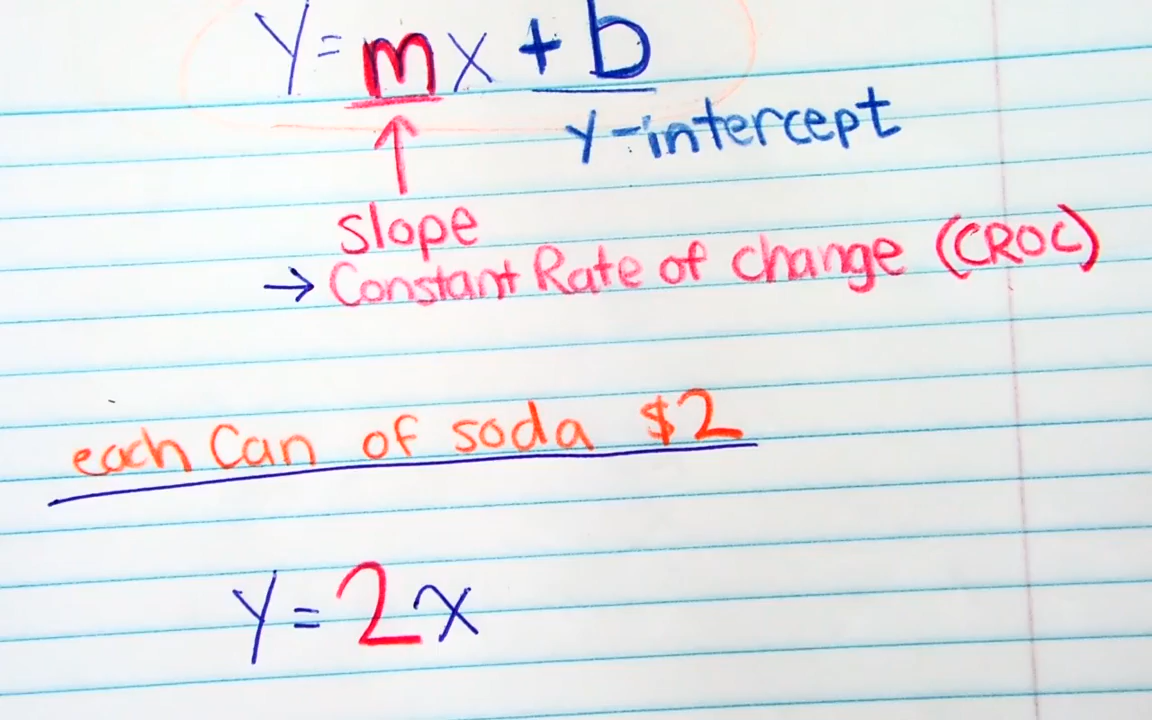 y = mx + b
y-intercept
slope
→ Constant Rate of change (CROC)
each Can of soda $2
y = 2x